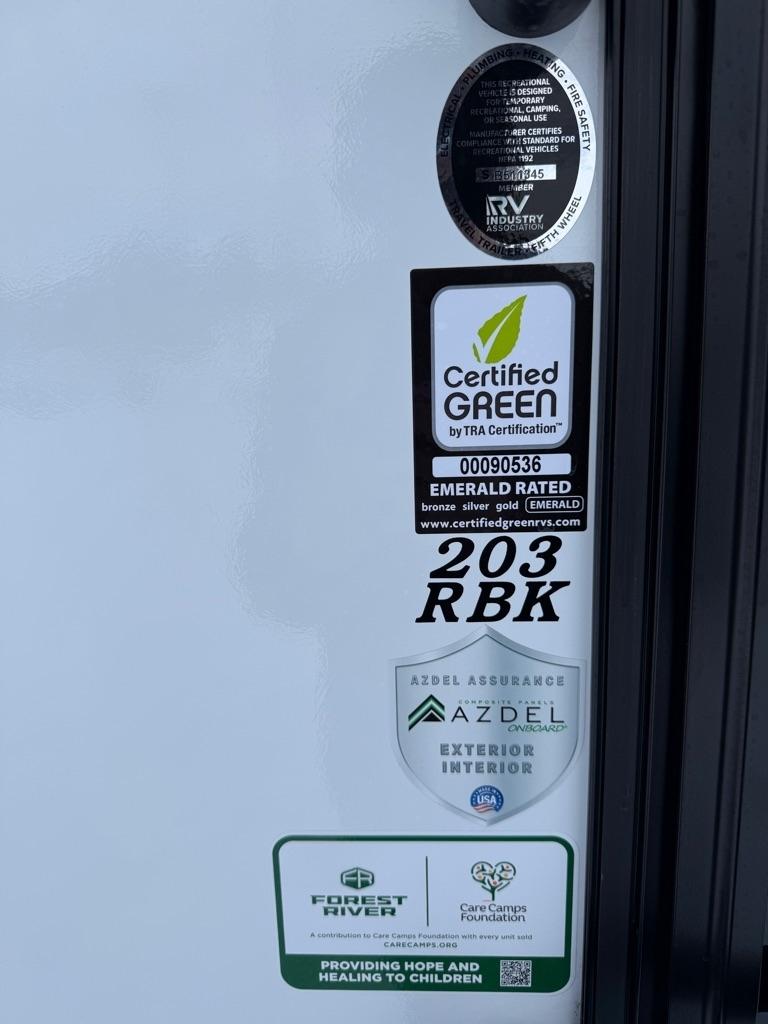 ELECTRICAL • PLUMBING • HEATING • FIRE SAFETY
THIS RECREATIONAL
VEHICLE IS DESIGNED
FOR TEMPORARY
RECREATIONAL, CAMPING,
OR SEASONAL USE
MANUFACTURER CERTIFIES
COMPLIANCE WITH STANDARD FOR
RECREATIONAL VEHICLES
NFPA 1192
MEMBER
RV
INDUSTRY
ASSOCIATION
TRAVEL TRAILER - FIFTH WHEEL
Certified
GREEN
by TRA Certification™
00090536
EMERALD RATED
bronze silver gold EMERALD
www.certifiedgreenrvs.com
203
RBK
AZDEL ASSURANCE
COMPOSITE PANELS
AZDEL
ONBOARD®
EXTERIOR
INTERIOR
MADE IN
USA
FR
FOREST
RIVER
Care Camps
Foundation
A contribution to Care Camps Foundation with every unit sold
CARECAMPS.ORG
PROVIDING HOPE AND
HEALING TO CHILDREN